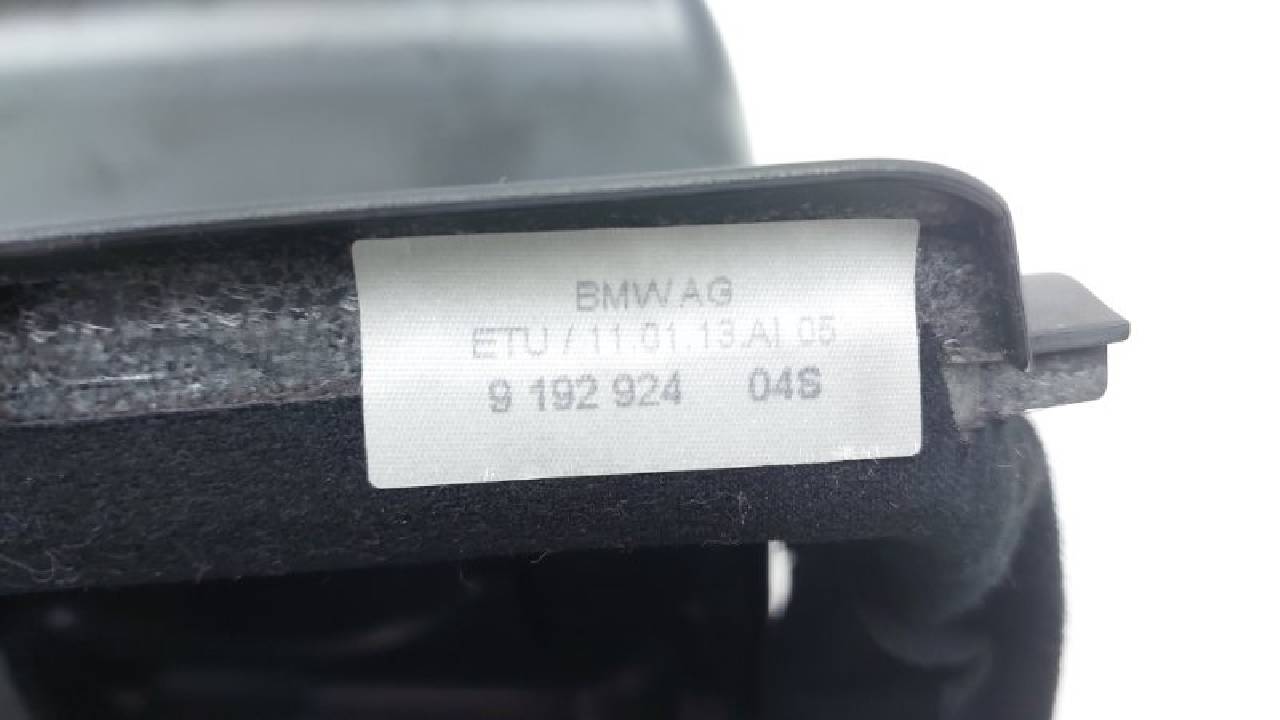 BMW AG
ETU / 11.01.13.AI.05
9 192 924 04S